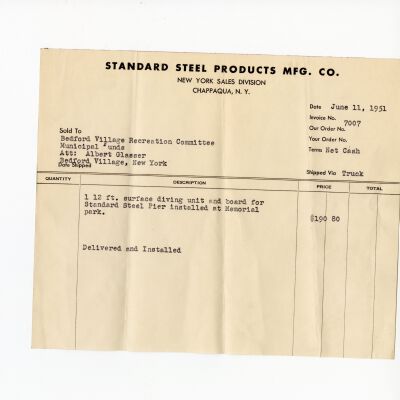 STANDARD STEEL PRODUCTS MFG. CO.
NEW YORK SALES DIVISION
CHAPPAQUA, N. Y.
Date June 11, 1951
Invoice No. 7007
Our Order No.
Your Order No.
Terms Net Cash
Sold To
Bedford Village Recreation Committee
Municipal Funds
Att: Albert Glasser
Bedford Village, New York
Date Shipped
Shipped Via Truck
QUANTITY DESCRIPTION PRICE TOTAL
1 12 ft. surface diving unit and board for
Standard Steel Pier installed at Memorial
park.
$190 80
Delivered and Installed